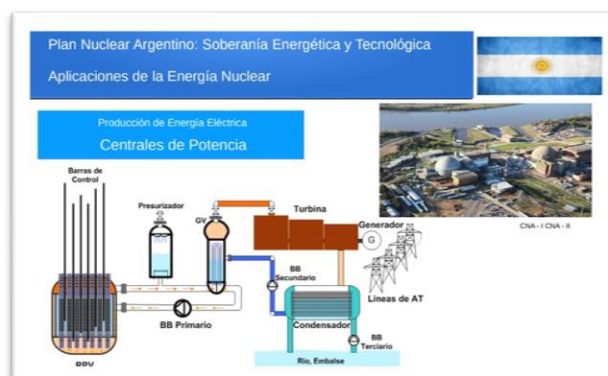 Plan Nuclear Argentino: Soberanía Energética y Tecnológica
Aplicaciones de la Energía Nuclear
Producción de Energía Eléctrica
Centrales de Potencia
CNA - I CNA - II
Barras de
Control
Presurizador
GV
Turbina
Generador
G
Líneas de AT
BB
Secundario
BB Primario
Condensador
BB
Terciario
Río, Embalse
RPV